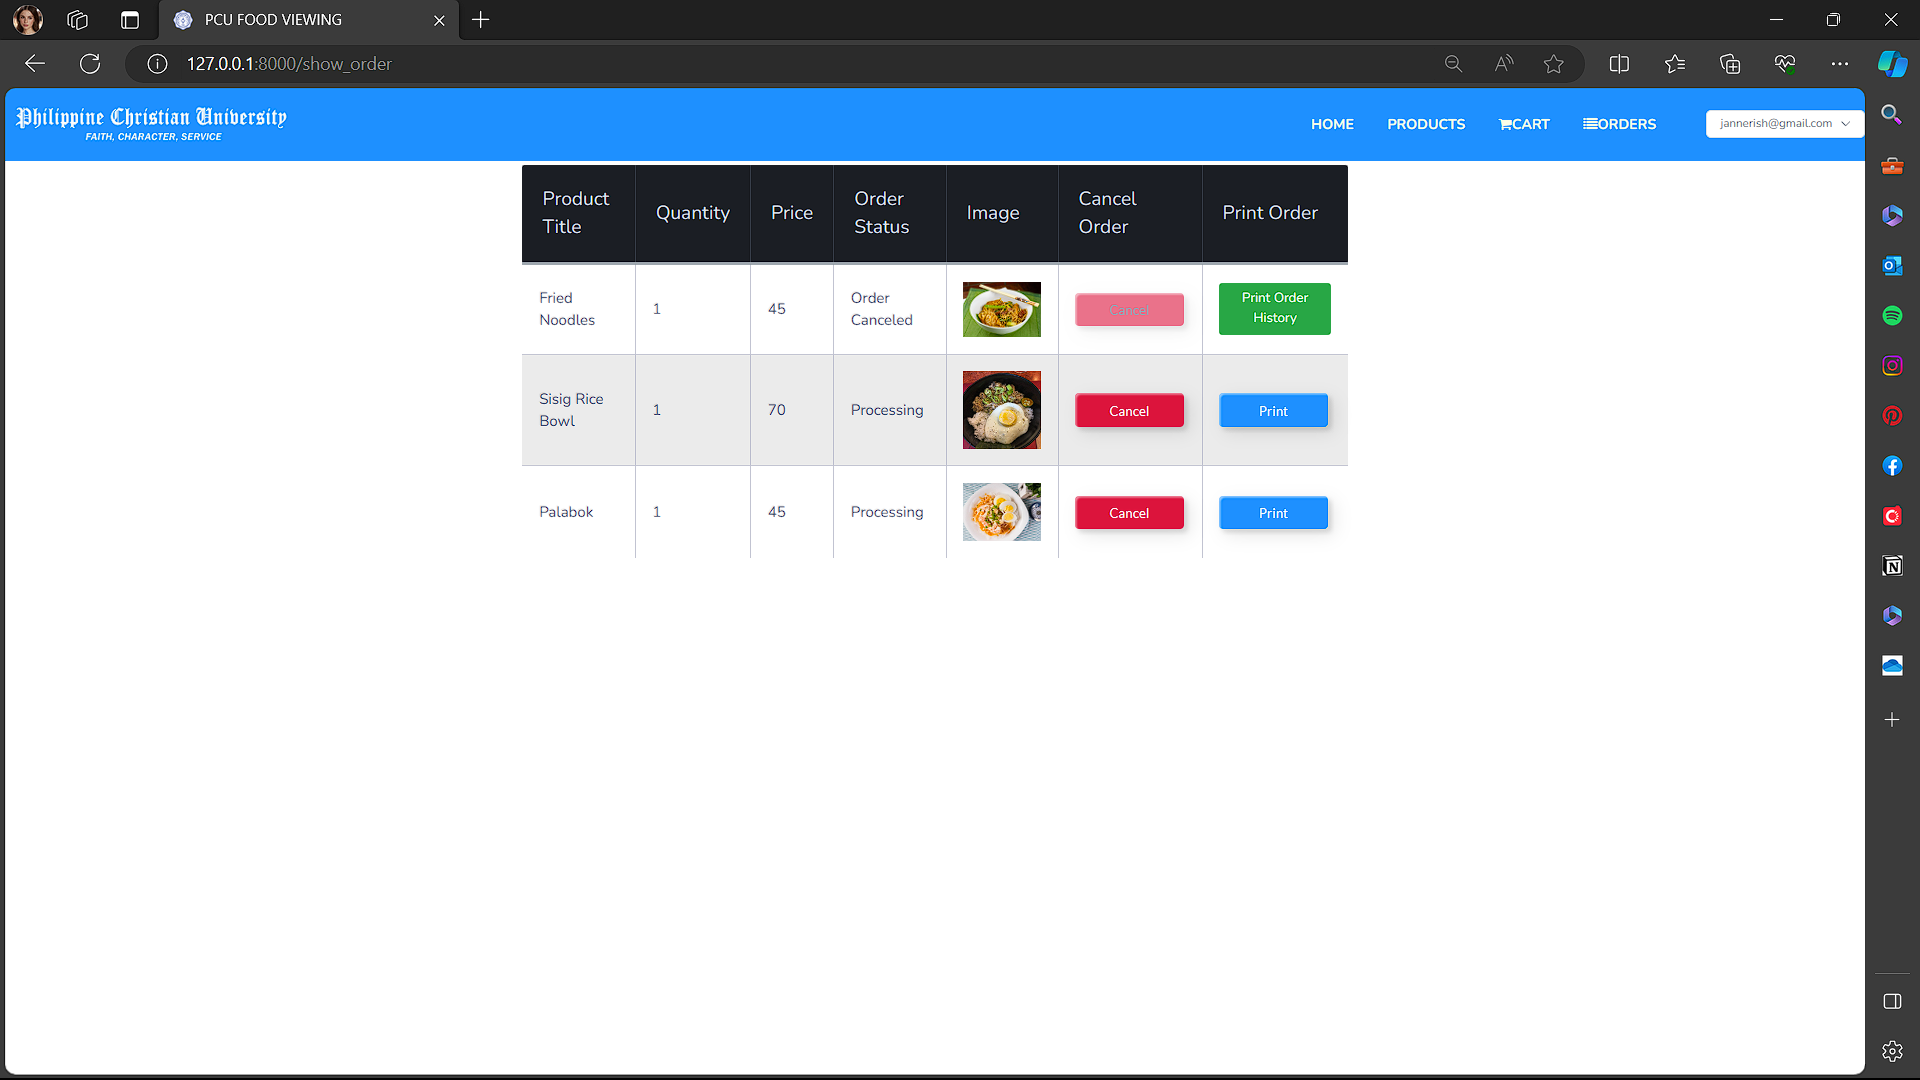 PCU FOOD VIEWING
127.0.0.1:8000/show_order
Philippine Christian University
FAITH, CHARACTER, SERVICE
HOME PRODUCTS CART ORDERS jannerish@gmail.com
Product Title Quantity Price Order Status Image Cancel Order Print Order
Fried Noodles 1 45 Order Canceled Cancel Print Order History
Sisig Rice Bowl 1 70 Processing Cancel Print
Palabok 1 45 Processing Cancel Print